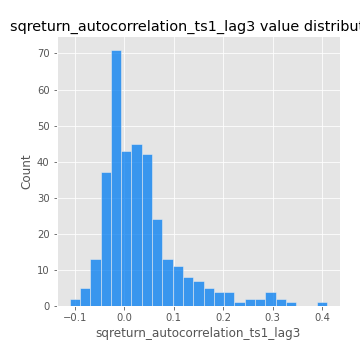 sqreturn_autocorrelation_ts1_lag3 value distribut
70
60
50
40
30
20
10
0
Count
−0.1 0.0 0.1 0.2 0.3 0.4
sqreturn_autocorrelation_ts1_lag3